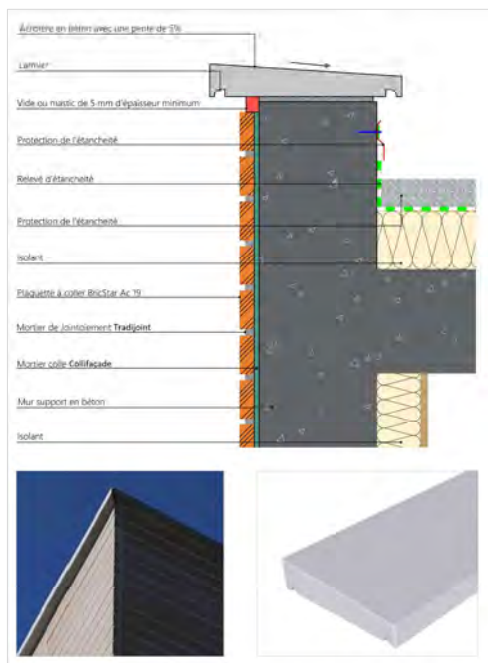 Acrotère en béton avec une pente de 5%
Larmier
Vide ou mastic de 5 mm d'épaisseur minimum
Protection de l'étanchéité
Relevé d'étanchéité
Protection de l'étanchéité
Isolant
Plaquette à coller BricStar Ac 19
Mortier de Jointoiement Tradijoint
Mortier colle Collifaçade
Mur support en béton
Isolant